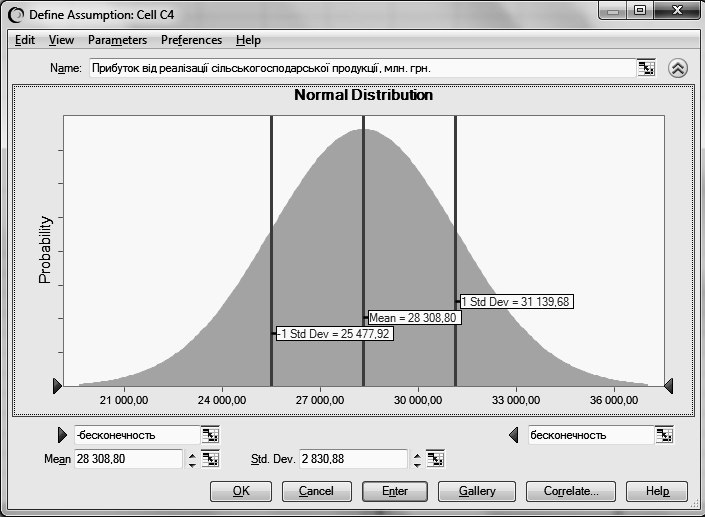 Define Assumption: Cell C4
Edit View Parameters Preferences Help
Name: Прибуток від реалізації сільськогосподарської продукції, млн. грн.
Normal Distribution
Probability
1 Std Dev = 31 139,68
Mean = 28 308,80
-1 Std Dev = 25 477,92
21 000,00 24 000,00 27 000,00 30 000,00 33 000,00 36 000,00
-бесконечность бесконечность
Mean 28 308,80 Std. Dev. 2 830,88
OK Cancel Enter Gallery Correlate... Help